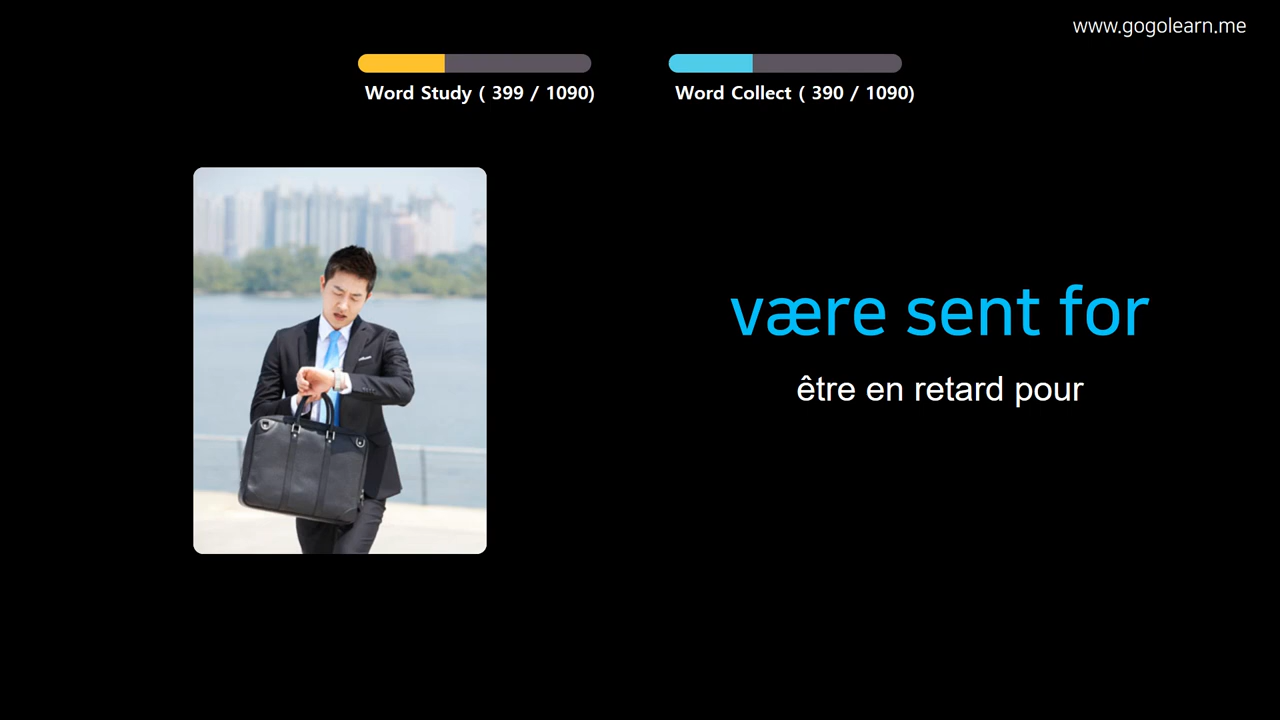 www.gogolearn.me
Word Study ( 399 / 1090)
Word Collect ( 390 / 1090)
være sent for
être en retard pour